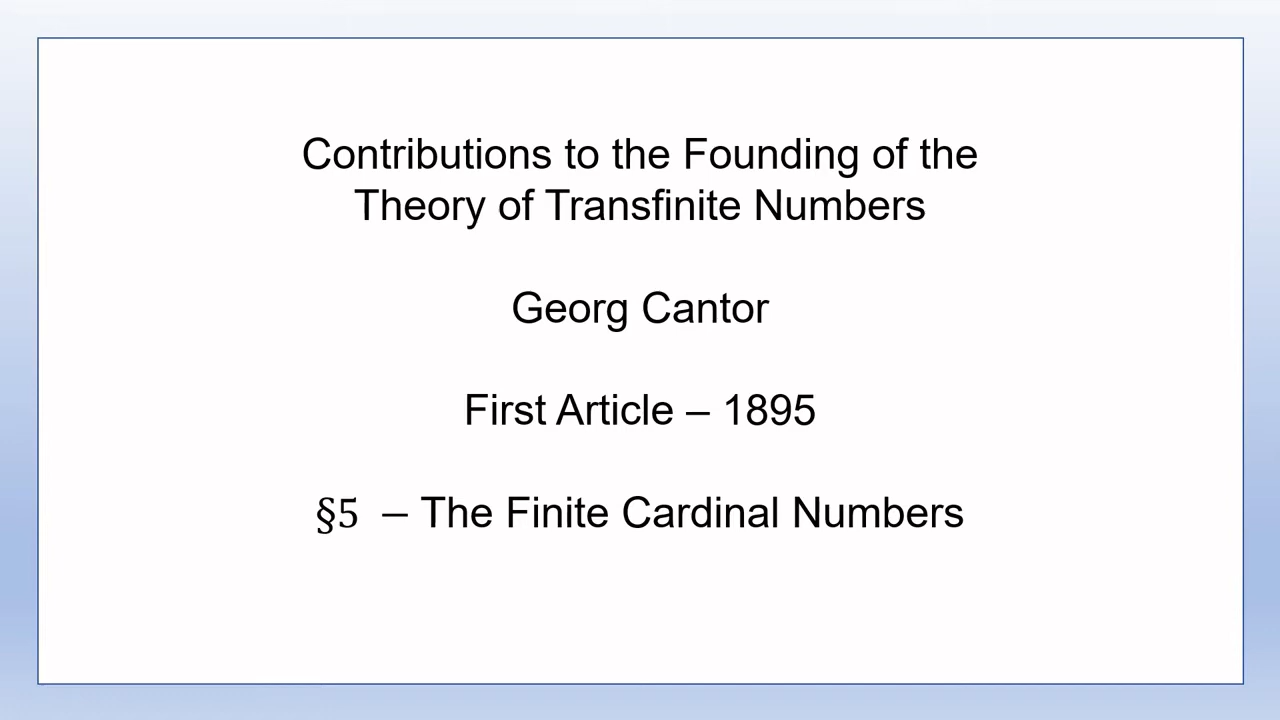 Contributions to the Founding of the
Theory of Transfinite Numbers
Georg Cantor
First Article – 1895
§5 – The Finite Cardinal Numbers